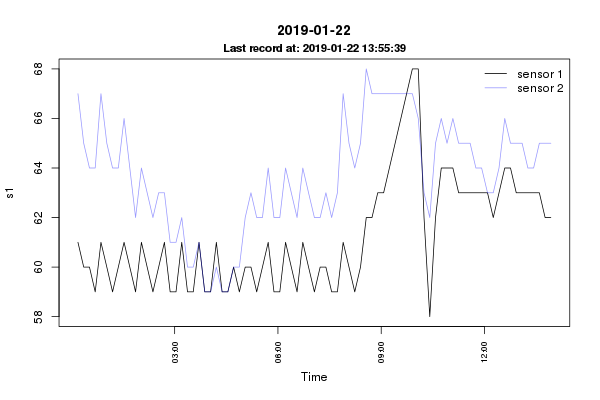 2019-01-22
Last record at: 2019-01-22 13:55:39
sensor 1
sensor 2
68
66
64
62
60
58
s1
03:00
06:00
09:00
12:00
Time